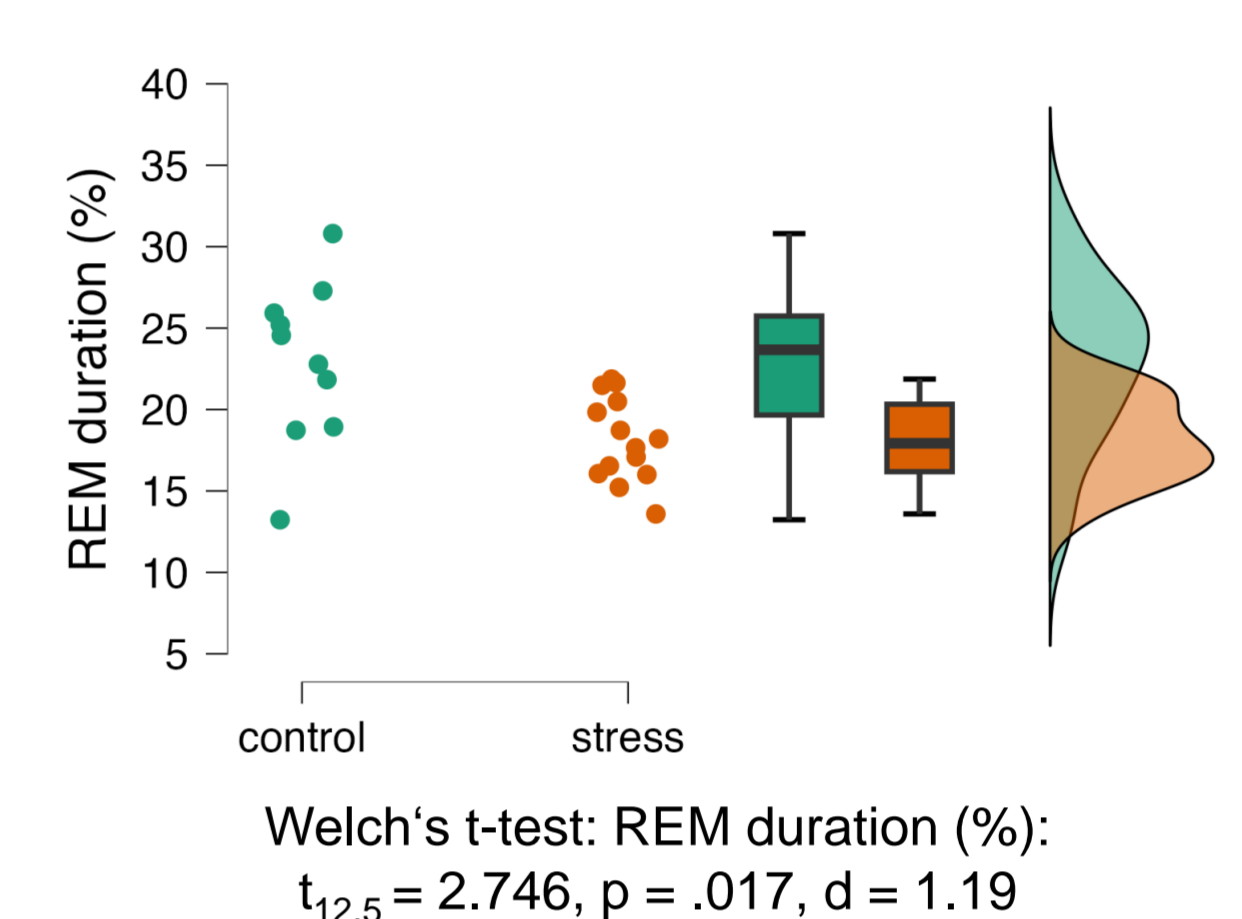 40
35
30
25
20
15
10
5
REM duration (%)
control stress
Welch‘s t-test: REM duration (%):
t12.5 = 2.746, p = .017, d = 1.19